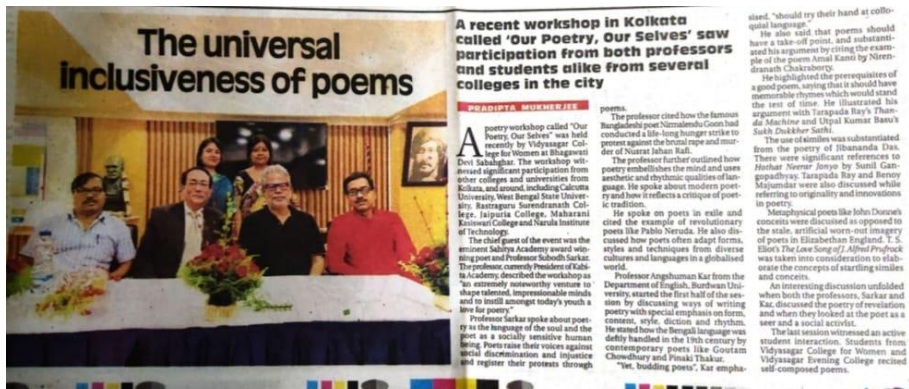 The universal
inclusiveness of poems
A recent workshop in Kolkata
called ‘Our Poetry, Our Selves’ saw
participation from both professors
and students alike from several
colleges in the city
PRADIPTA MUKHERJEE
A poetry workshop called "Our
Poetry, Our Selves" was held
recently by Vidyasagar Col-
lege for Women at Bhagawati
Devi Sabahghar. The workshop wit-
nessed significant participation from
other colleges and universities from
Kolkata, and around, including Calcutta
University, West Bengal State Univer-
sity, Rastraguru Surendranath Col-
lege, Jaipuria College, Maharani
Kasiswari College and Narula Institute
of Technology.
The chief guest of the event was the
eminent Sahitya Academy award win-
ning poet and Professor Subodh Sarkar.
The professor, currently President of Kabi-
ta Academy, described the workshop as
"an extremely noteworthy venture to
shape talented, impressionable minds
and to instill amongst today's youth a
love for poetry."
Professor Sarkar spoke about poet-
ry as the language of the soul and the
poet as a socially sensitive human
being. Poets raise their voices against
social discrimination and injustice
and register their protests through
poems.
The professor cited how the famous
Bangladeshi poet Nirmalendu Goon had
conducted a life-long hunger strike to
protest against the brutal rape and mur-
der of Nusrat Jahan Rafi.
The professor further outlined how
poetry embellishes the mind and uses
aesthetic and rhythmic qualities of lan-
guage. He spoke about modern poet-
ry and how it reflects a critique of poet-
ic tradition.
He spoke on poets in exile and
cited the example of revolutionary
poets like Pablo Neruda. He also dis-
cussed how poets often adapt forms,
styles and techniques from diverse
cultures and languages in a globalised
world.
Professor Angshuman Kar from the
Department of English, Burdwan Uni-
versity, started the first half of the ses-
sion by discussing ways of writing
poetry with special emphasis on form,
content, style, diction and rhythm.
He stated how the Bengali language was
deftly handled in the 19th century by
contemporary poets like Goutam
Chowdhury and Pinaki Thakur.
"Yet, budding poets", Kar empha-
sised, "should try their hand at collo-
quial language."
He also said that poems should
have a take-off point, and substanti-
ated his argument by citing the exam-
ple of the poem Amal Kanti by Niren-
dranath Chakraborty.
He highlighted the prerequisites of
a good poem, saying that it should have
memorable rhymes which would stand
the test of time. He illustrated his
argument with Tarapada Ray's Than-
da Machine and Utpal Kumar Basu's
Sukh Dukkher Sathi.
The use of similes was substantiated
from the poetry of Jibananda Das.
There were significant references to
Hothat Neerar Jonyo by Sunil Gan-
gopadhyay. Tarapada Ray and Benoy
Majumdar were also discussed while
referring to originality and innovations
in poetry.
Metaphysical poets like John Donne's
conceits were discussed as opposed to
the stale, artificial worn-out imagery
of poets in Elizabethan England. T. S.
Eliot's The Love Song of J. Alfred Prufrock
was taken into consideration to elab-
orate the concepts of startling similes
and conceits.
An interesting discussion unfolded
when both the professors, Sarkar and
Kar, discussed the poetry of revelation
and when they looked at the poet as a
seer and a social activist.
The last session witnessed an active
student interaction. Students from
Vidyasagar College for Women and
Vidyasagar Evening College recited
self-composed poems.